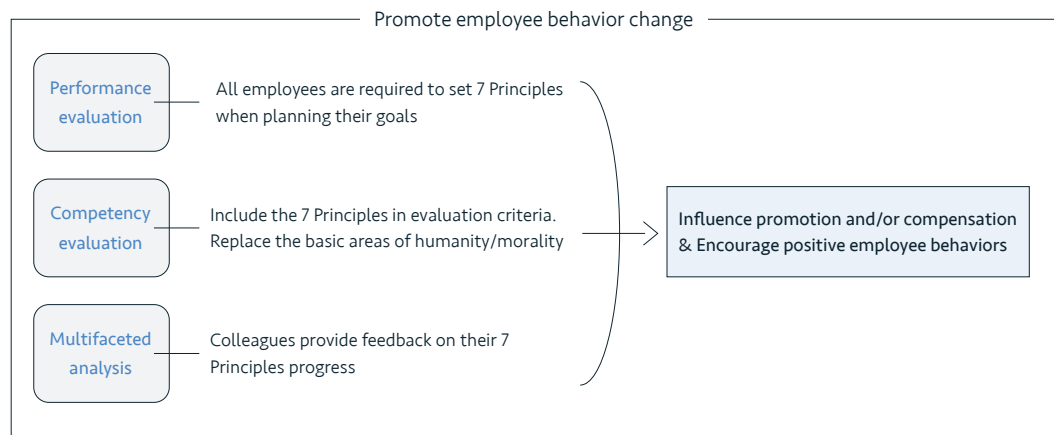 Promote employee behavior change
Performance
evaluation
All employees are required to set 7 Principles
when planning their goals
Competency
evaluation
Include the 7 Principles in evaluation criteria.
Replace the basic areas of humanity/morality
Influence promotion and/or compensation
& Encourage positive employee behaviors
Multifaceted
analysis
Colleagues provide feedback on their 7
Principles progress